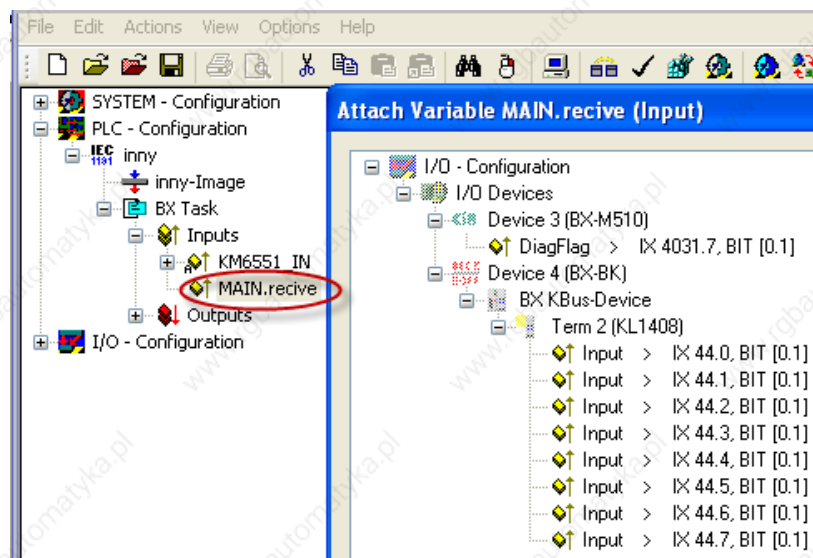 File Edit Actions View Options Help
SYSTEM - Configuration
PLC - Configuration
IEC 1131 inny
inny-Image
BX Task
Inputs
KM6551_IN
MAIN.recive
Outputs
I/O - Configuration
Attach Variable MAIN.recive (Input)
I/O - Configuration
I/O Devices
Device 3 (BX-M510)
DiagFlag > IX 4031.7, BIT [0.1]
Device 4 (BX-BK)
BX KBus-Device
Term 2 (KL1408)
Input > IX 44.0, BIT [0.1]
Input > IX 44.1, BIT [0.1]
Input > IX 44.2, BIT [0.1]
Input > IX 44.3, BIT [0.1]
Input > IX 44.4, BIT [0.1]
Input > IX 44.5, BIT [0.1]
Input > IX 44.6, BIT [0.1]
Input > IX 44.7, BIT [0.1]